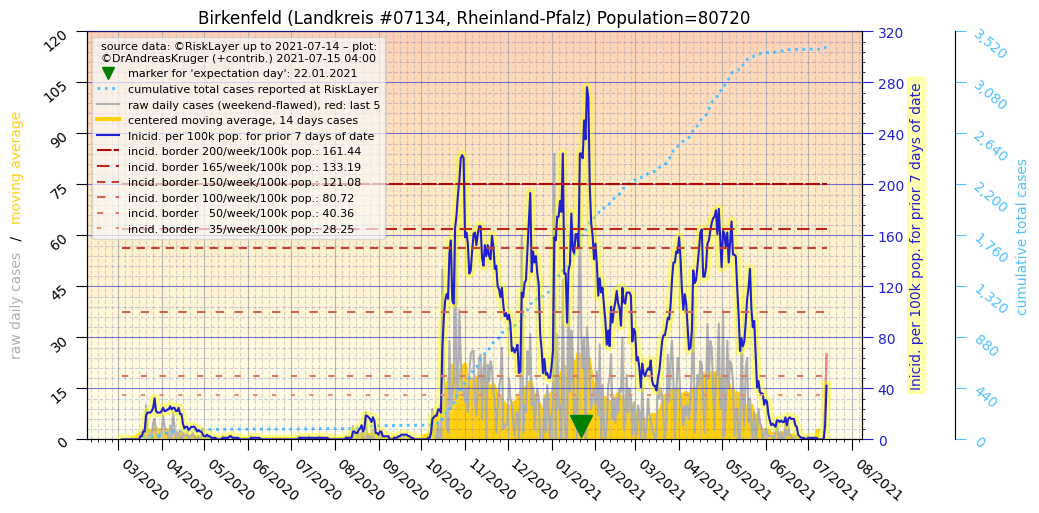 Birkenfeld (Landkreis #07134, Rheinland-Pfalz) Population=80720
source data: ©RiskLayer up to 2021-07-14 – plot:
©DrAndreasKruger (+contrib.) 2021-07-15 04:00
marker for 'expectation day': 22.01.2021
cumulative total cases reported at RiskLayer
raw daily cases (weekend-flawed), red: last 5
centered moving average, 14 days cases
Inicid. per 100k pop. for prior 7 days of date
incid. border 200/week/100k pop.: 161.44
incid. border 165/week/100k pop.: 133.19
incid. border 150/week/100k pop.: 121.08
incid. border 100/week/100k pop.: 80.72
incid. border   50/week/100k pop.: 40.36
incid. border   35/week/100k pop.: 28.25
raw daily cases  /  moving average
120
105
90
75
60
45
30
15
0
03/2020
04/2020
05/2020
06/2020
07/2020
08/2020
09/2020
10/2020
11/2020
12/2020
01/2021
02/2021
03/2021
04/2021
05/2021
06/2021
07/2021
08/2021
320
280
240
200
160
120
80
40
0
Inicid. per 100k pop. for prior 7 days of date
3,520
3,080
2,640
2,200
1,760
1,320
880
440
0
cumulative total cases